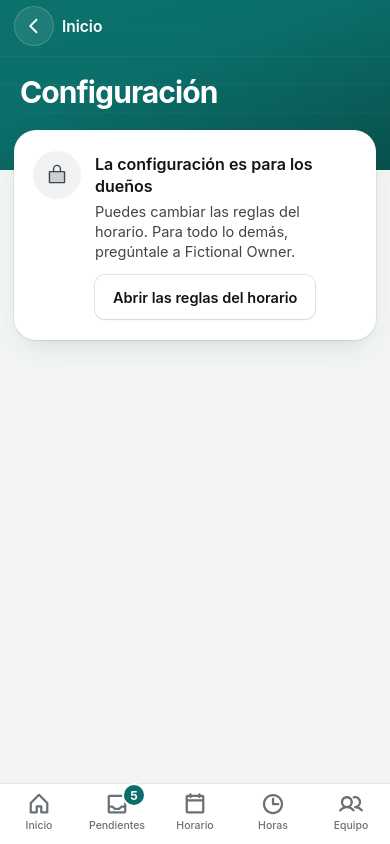 Inicio
Configuración
La configuración es para los
dueños
Puedes cambiar las reglas del
horario. Para todo lo demás,
pregúntale a Fictional Owner.
Abrir las reglas del horario
5
Inicio
Pendientes
Horario
Horas
Equipo